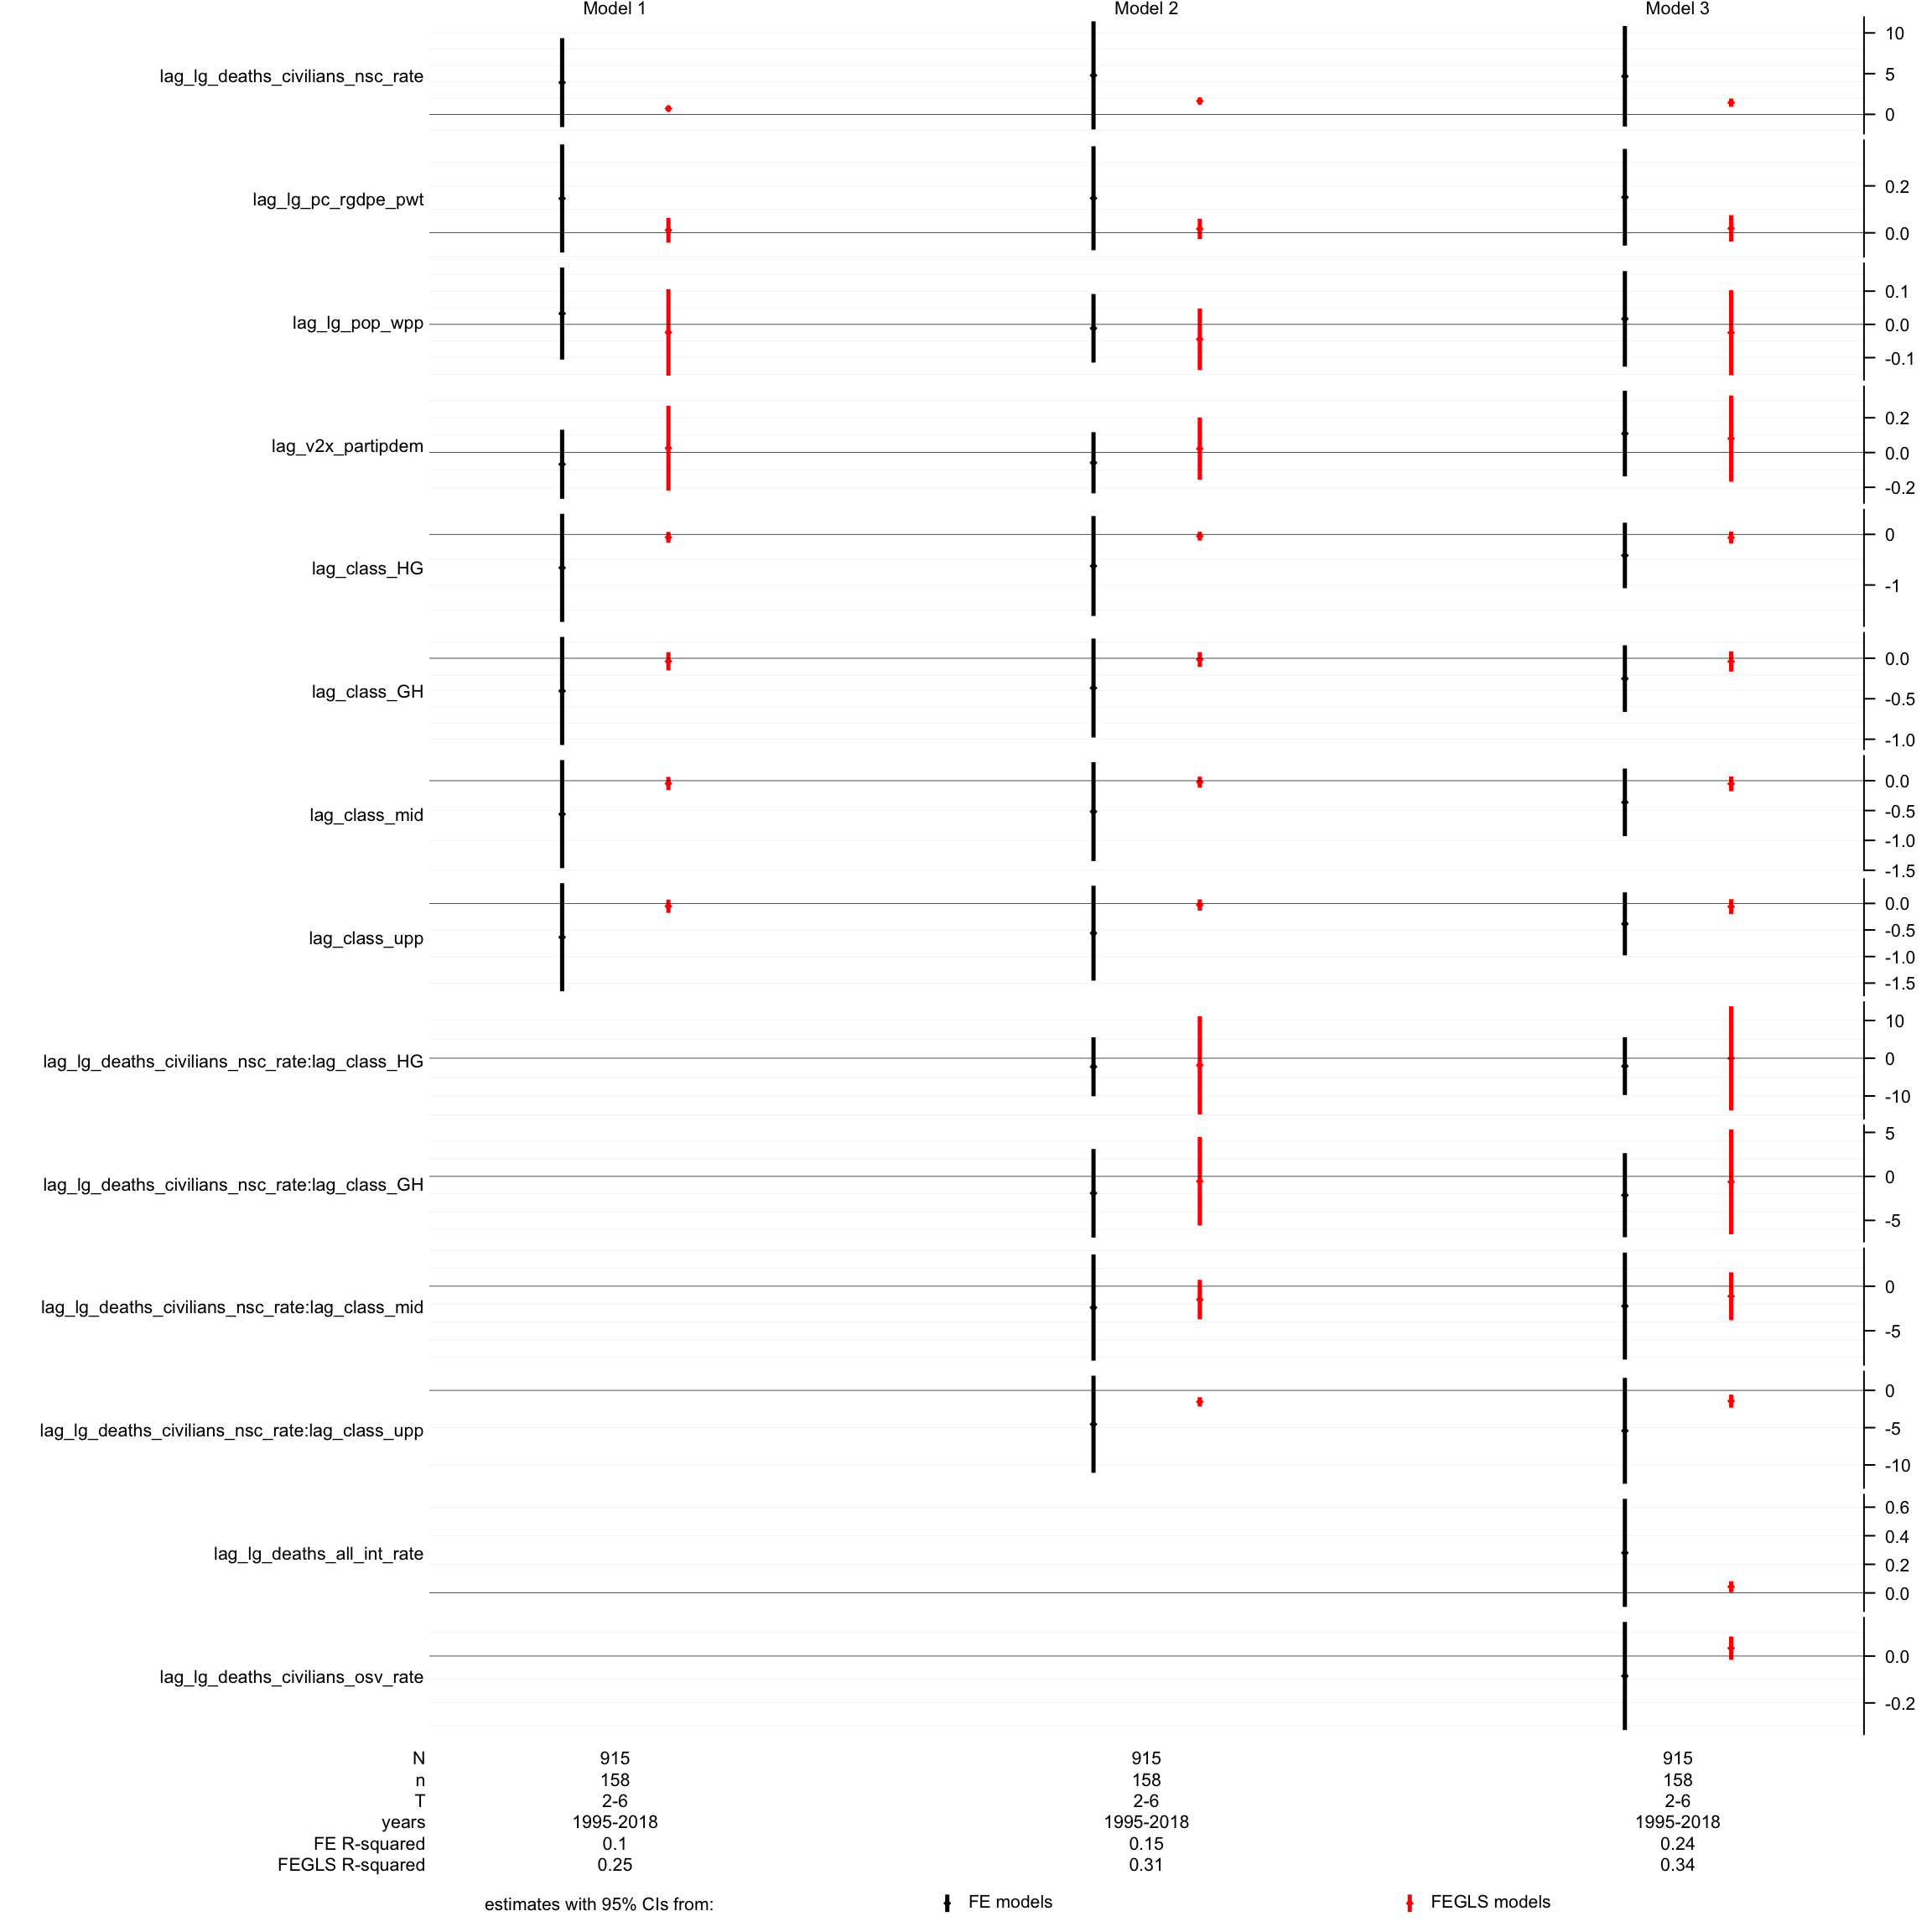 Model 1 Model 2 Model 3
lag_lg_deaths_civilians_nsc_rate
10
5
0
lag_lg_pc_rgdpe_pwt
0.2
0.0
lag_lg_pop_wpp
0.1
0.0
-0.1
lag_v2x_partipdem
0.2
0.0
-0.2
lag_class_HG
0
-1
lag_class_GH
0.0
-0.5
-1.0
lag_class_mid
0.0
-0.5
-1.0
-1.5
lag_class_upp
0.0
-0.5
-1.0
-1.5
lag_lg_deaths_civilians_nsc_rate:lag_class_HG
10
0
-10
lag_lg_deaths_civilians_nsc_rate:lag_class_GH
5
0
-5
lag_lg_deaths_civilians_nsc_rate:lag_class_mid
0
-5
lag_lg_deaths_civilians_nsc_rate:lag_class_upp
0
-5
-10
lag_lg_deaths_all_int_rate
0.6
0.4
0.2
0.0
lag_lg_deaths_civilians_osv_rate
0.0
-0.2
N 915 915 915
n 158 158 158
T 2-6 2-6 2-6
years 1995-2018 1995-2018 1995-2018
FE R-squared 0.1 0.15 0.24
FEGLS R-squared 0.25 0.31 0.34
estimates with 95% CIs from: FE models FEGLS models